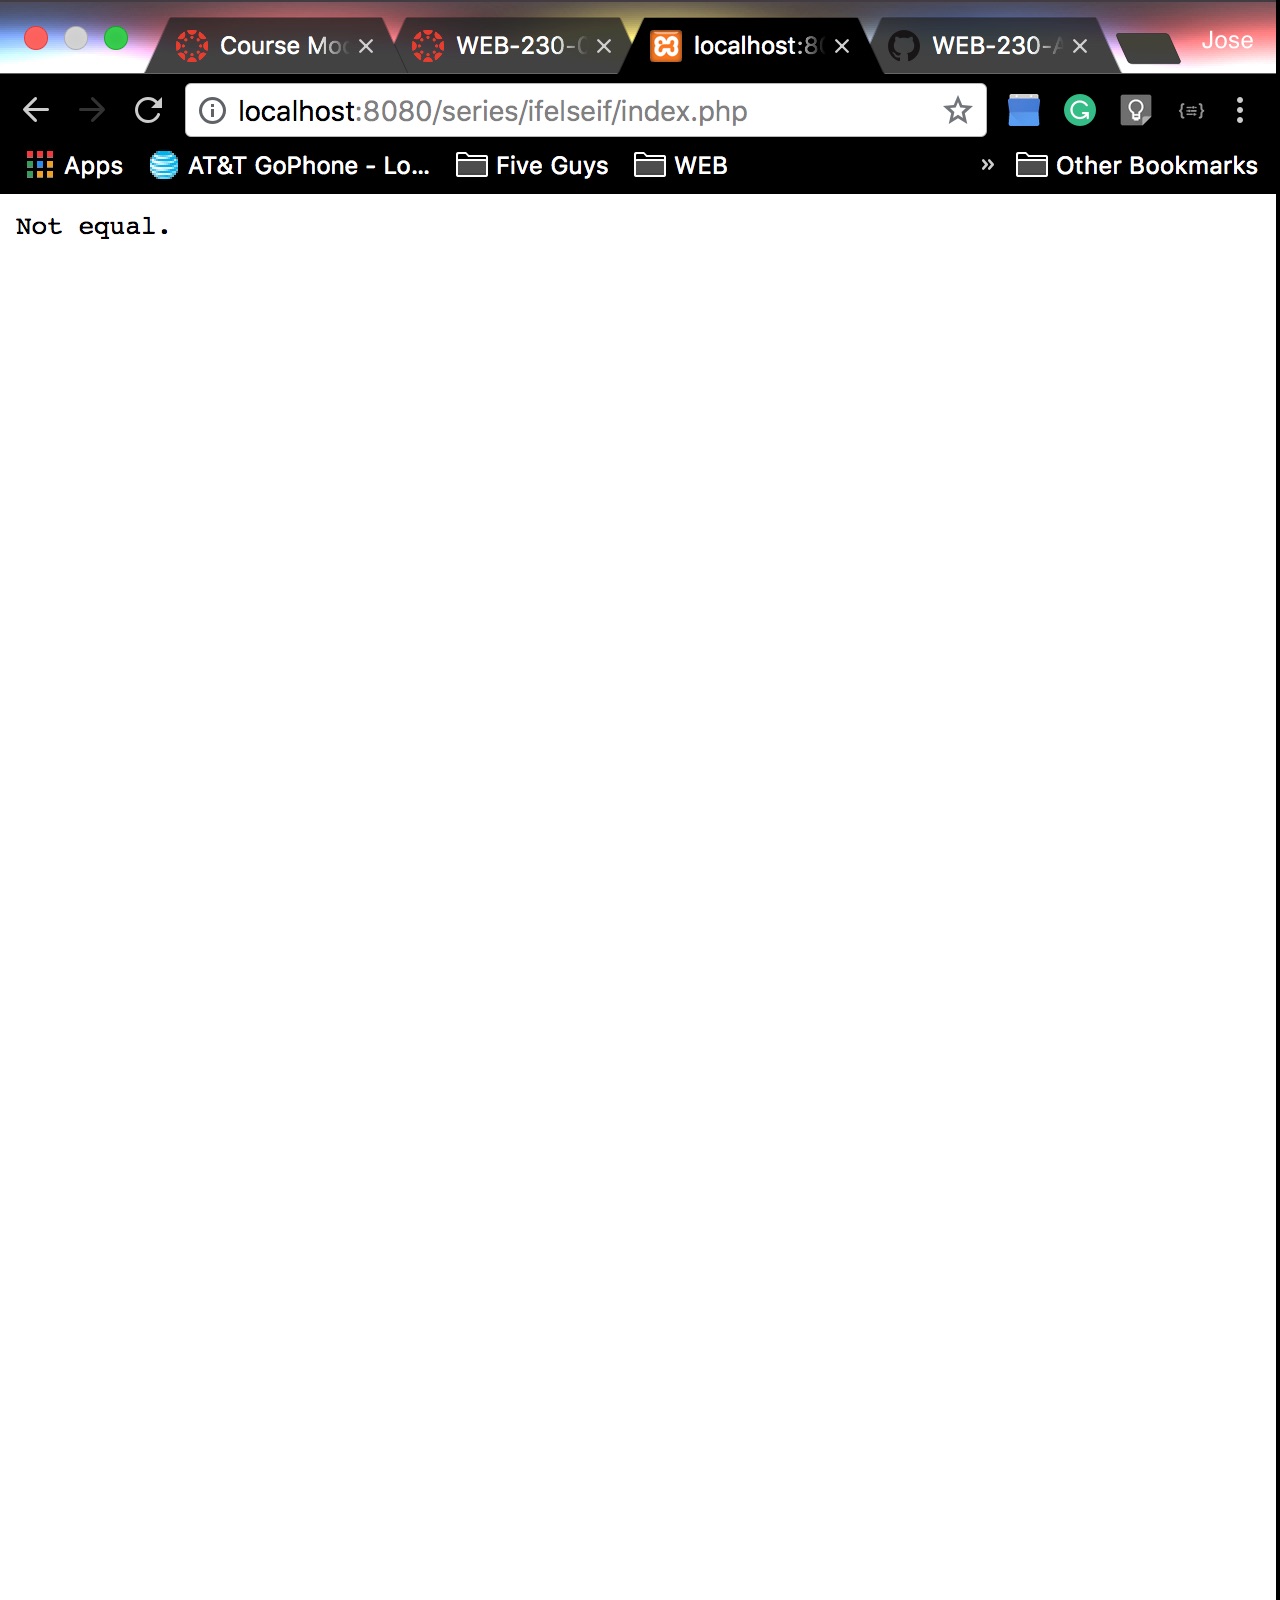 Course Mo
WEB-230-
localhost:8
WEB-230-
Jose
localhost:8080/series/ifelseif/index.php
Apps
AT&T GoPhone - Lo...
Five Guys
WEB
»
Other Bookmarks
Not equal.